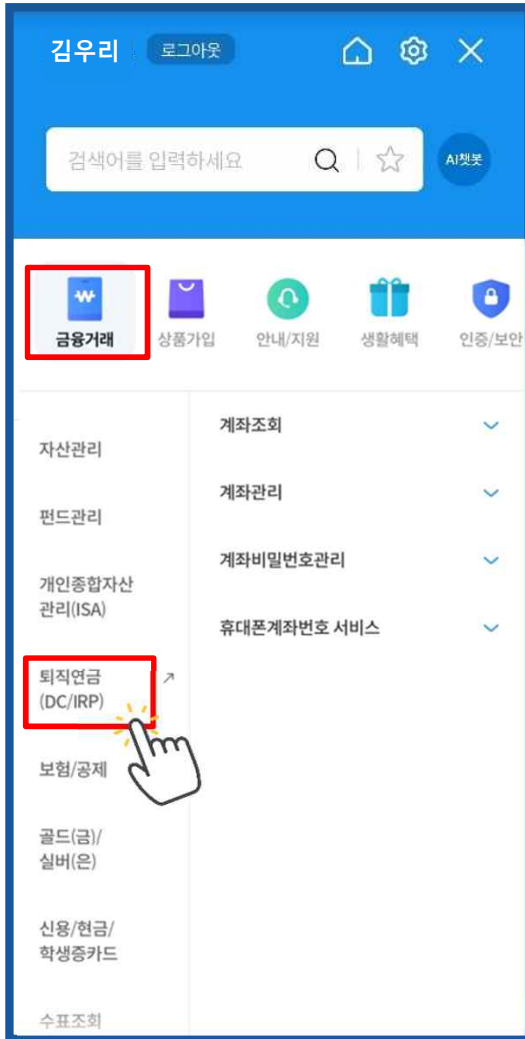 김우리 로그아웃
검색어를 입력하세요 AI챗봇
금융거래 상품가입 안내/지원 생활혜택 인증/보안
자산관리
펀드관리
개인종합자산
관리(ISA)
퇴직연금
(DC/IRP)
보험/공제
골드(금)/
실버(은)
신용/현금/
학생증카드
수표조회
계좌조회
계좌관리
계좌비밀번호관리
휴대폰계좌번호 서비스